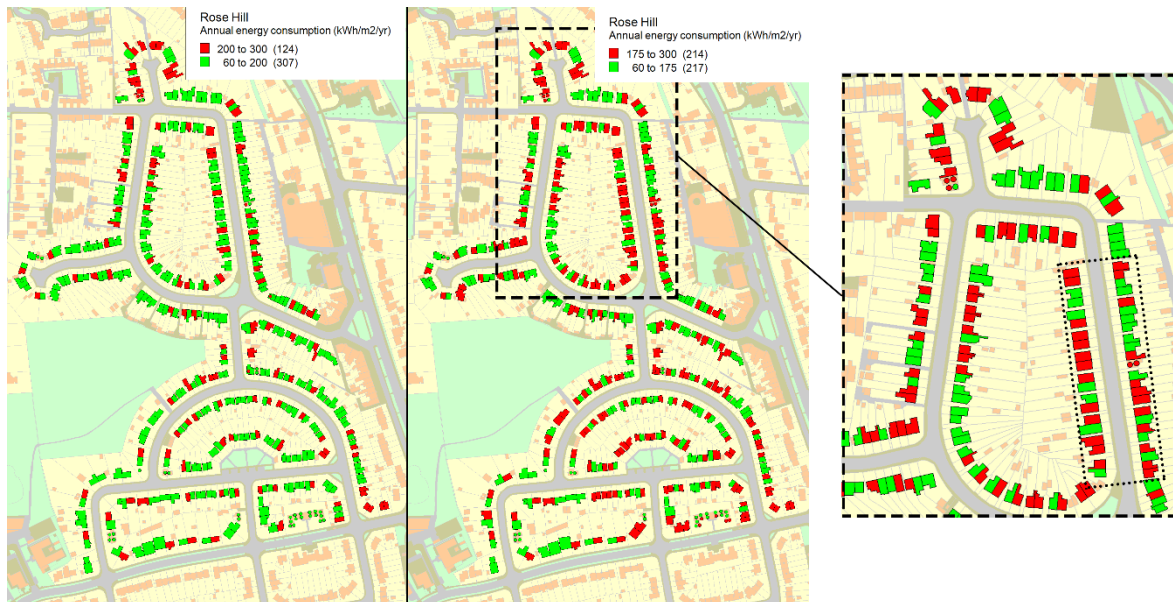 Rose Hill
Annual energy consumption (kWh/m2/yr)
200 to 300 (124)
60 to 200 (307)
Rose Hill
Annual energy consumption (kWh/m2/yr)
175 to 300 (214)
60 to 175 (217)